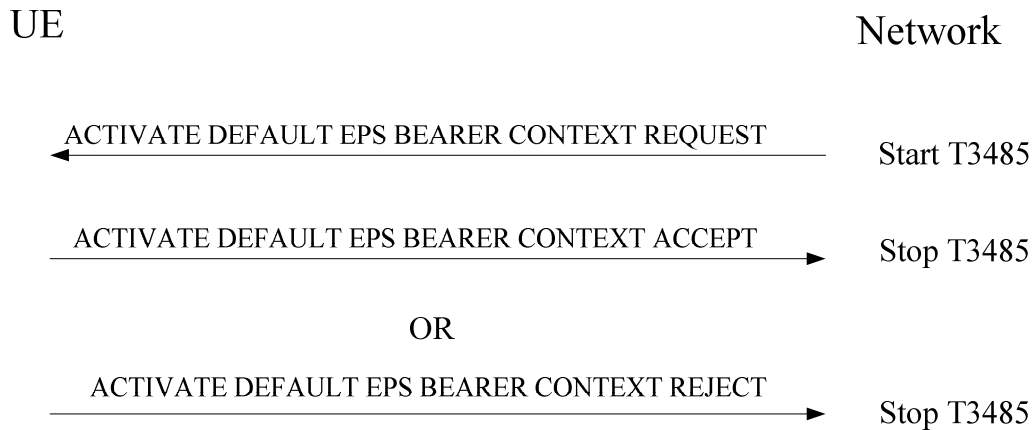 UE
Network
ACTIVATE DEFAULT EPS BEARER CONTEXT REQUEST
Start T3485
ACTIVATE DEFAULT EPS BEARER CONTEXT ACCEPT
Stop T3485
OR
ACTIVATE DEFAULT EPS BEARER CONTEXT REJECT
Stop T3485